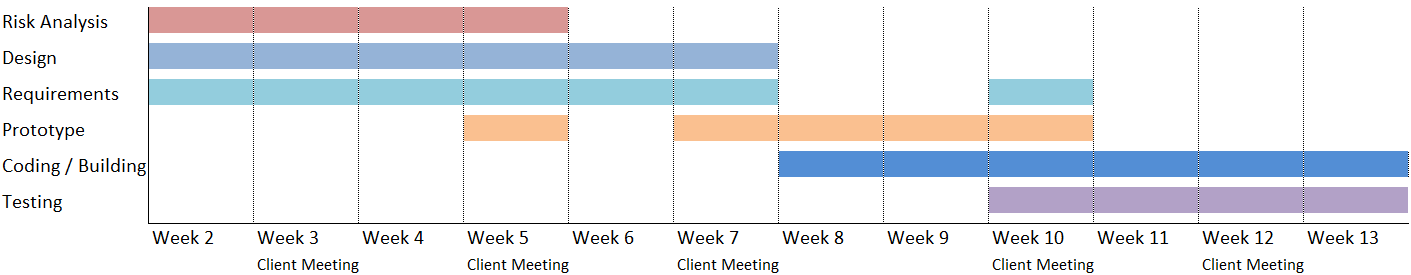 Risk Analysis
Design
Requirements
Prototype
Coding / Building
Testing
Week 2 Week 3 Week 4 Week 5 Week 6 Week 7 Week 8 Week 9 Week 10 Week 11 Week 12 Week 13
Client Meeting Client Meeting Client Meeting Client Meeting Client Meeting